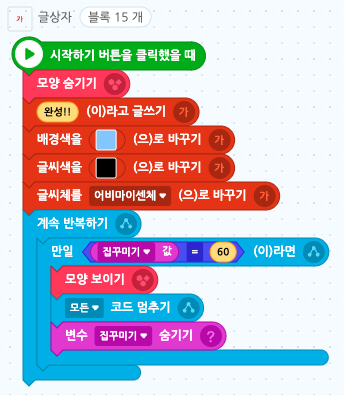 가 글상자 블록 15 개
시작하기 버튼을 클릭했을 때
모양 숨기기
완성!! (이)라고 글쓰기 가
배경색을 (으)로 바꾸기 가
글씨색을 (으)로 바꾸기 가
글씨체를 어비마이센체 (으)로 바꾸기 가
계속 반복하기
만일 집꾸미기 값 = 60 (이)라면
모양 보이기
모든 코드 멈추기
변수 집꾸미기 숨기기 ?